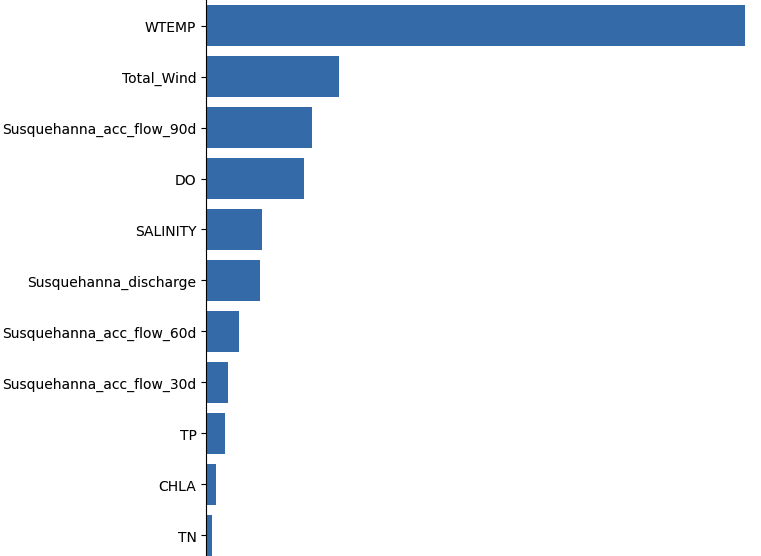 WTEMP
Total_Wind
Susquehanna_acc_flow_90d
DO
SALINITY
Susquehanna_discharge
Susquehanna_acc_flow_60d
Susquehanna_acc_flow_30d
TP
CHLA
TN